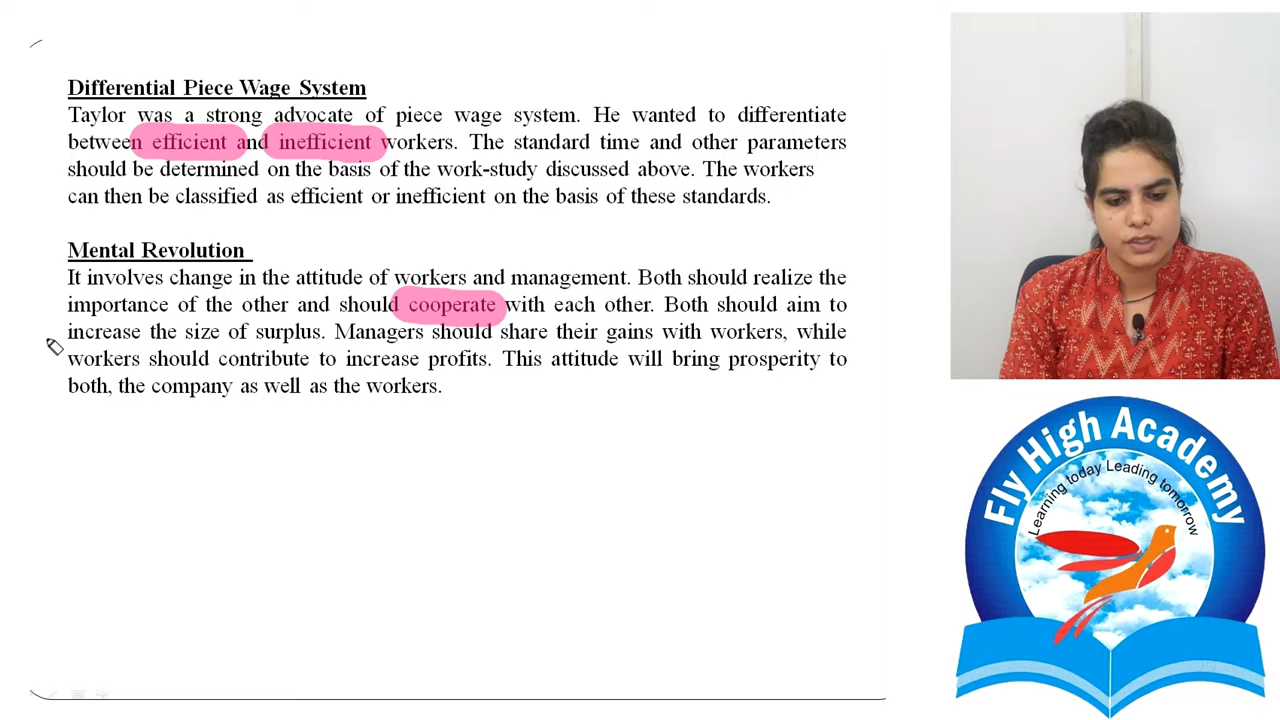 Differential Piece Wage System
Taylor was a strong advocate of piece wage system. He wanted to differentiate
between efficient and inefficient workers. The standard time and other parameters
should be determined on the basis of the work-study discussed above. The workers
can then be classified as efficient or inefficient on the basis of these standards.
Mental Revolution
It involves change in the attitude of workers and management. Both should realize the
importance of the other and should cooperate with each other. Both should aim to
increase the size of surplus. Managers should share their gains with workers, while
workers should contribute to increase profits. This attitude will bring prosperity to
both, the company as well as the workers.
Fly High Academy
Learning today Leading tomorrow